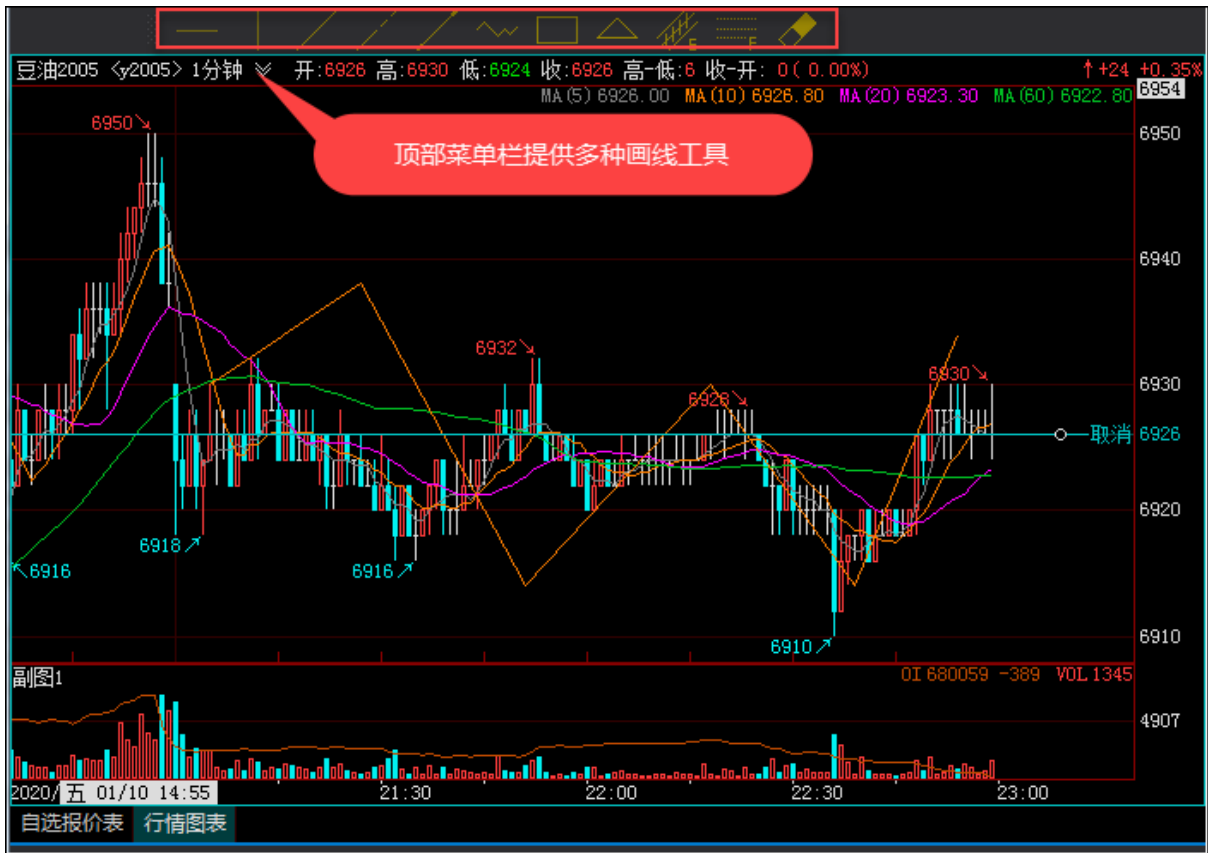 E F
豆油2005 <y2005> 1分钟 开:6926 高:6930 低:6924 收:6926 高-低:6 收-开: 0( 0.00%) ↑+24 +0.35%
MA(5) 6926.00 MA(10) 6926.80 MA(20) 6923.30 MA(60) 6922.80 6954
6950↘ 6950
顶部菜单栏提供多种画线工具
6940
6932↘
6930↘ 6930
6928↘
取消 6926
6920
6918↗
↖6916 6916↗
6910 
6910↗
副图1 OI 680059 -389 VOL 1345
4907
2020/ 五 01/10 14:55 21:30 22:00 22:30 23:00
自选报价表 行情图表